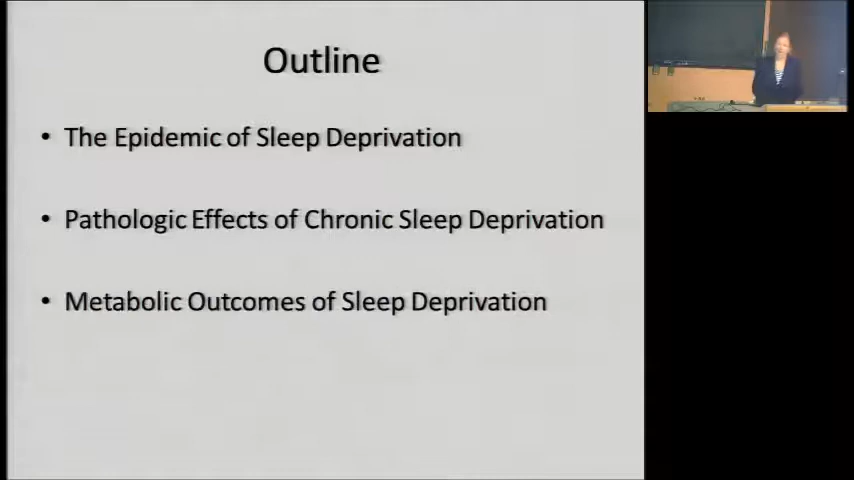 Outline
• The Epidemic of Sleep Deprivation
• Pathologic Effects of Chronic Sleep Deprivation
• Metabolic Outcomes of Sleep Deprivation